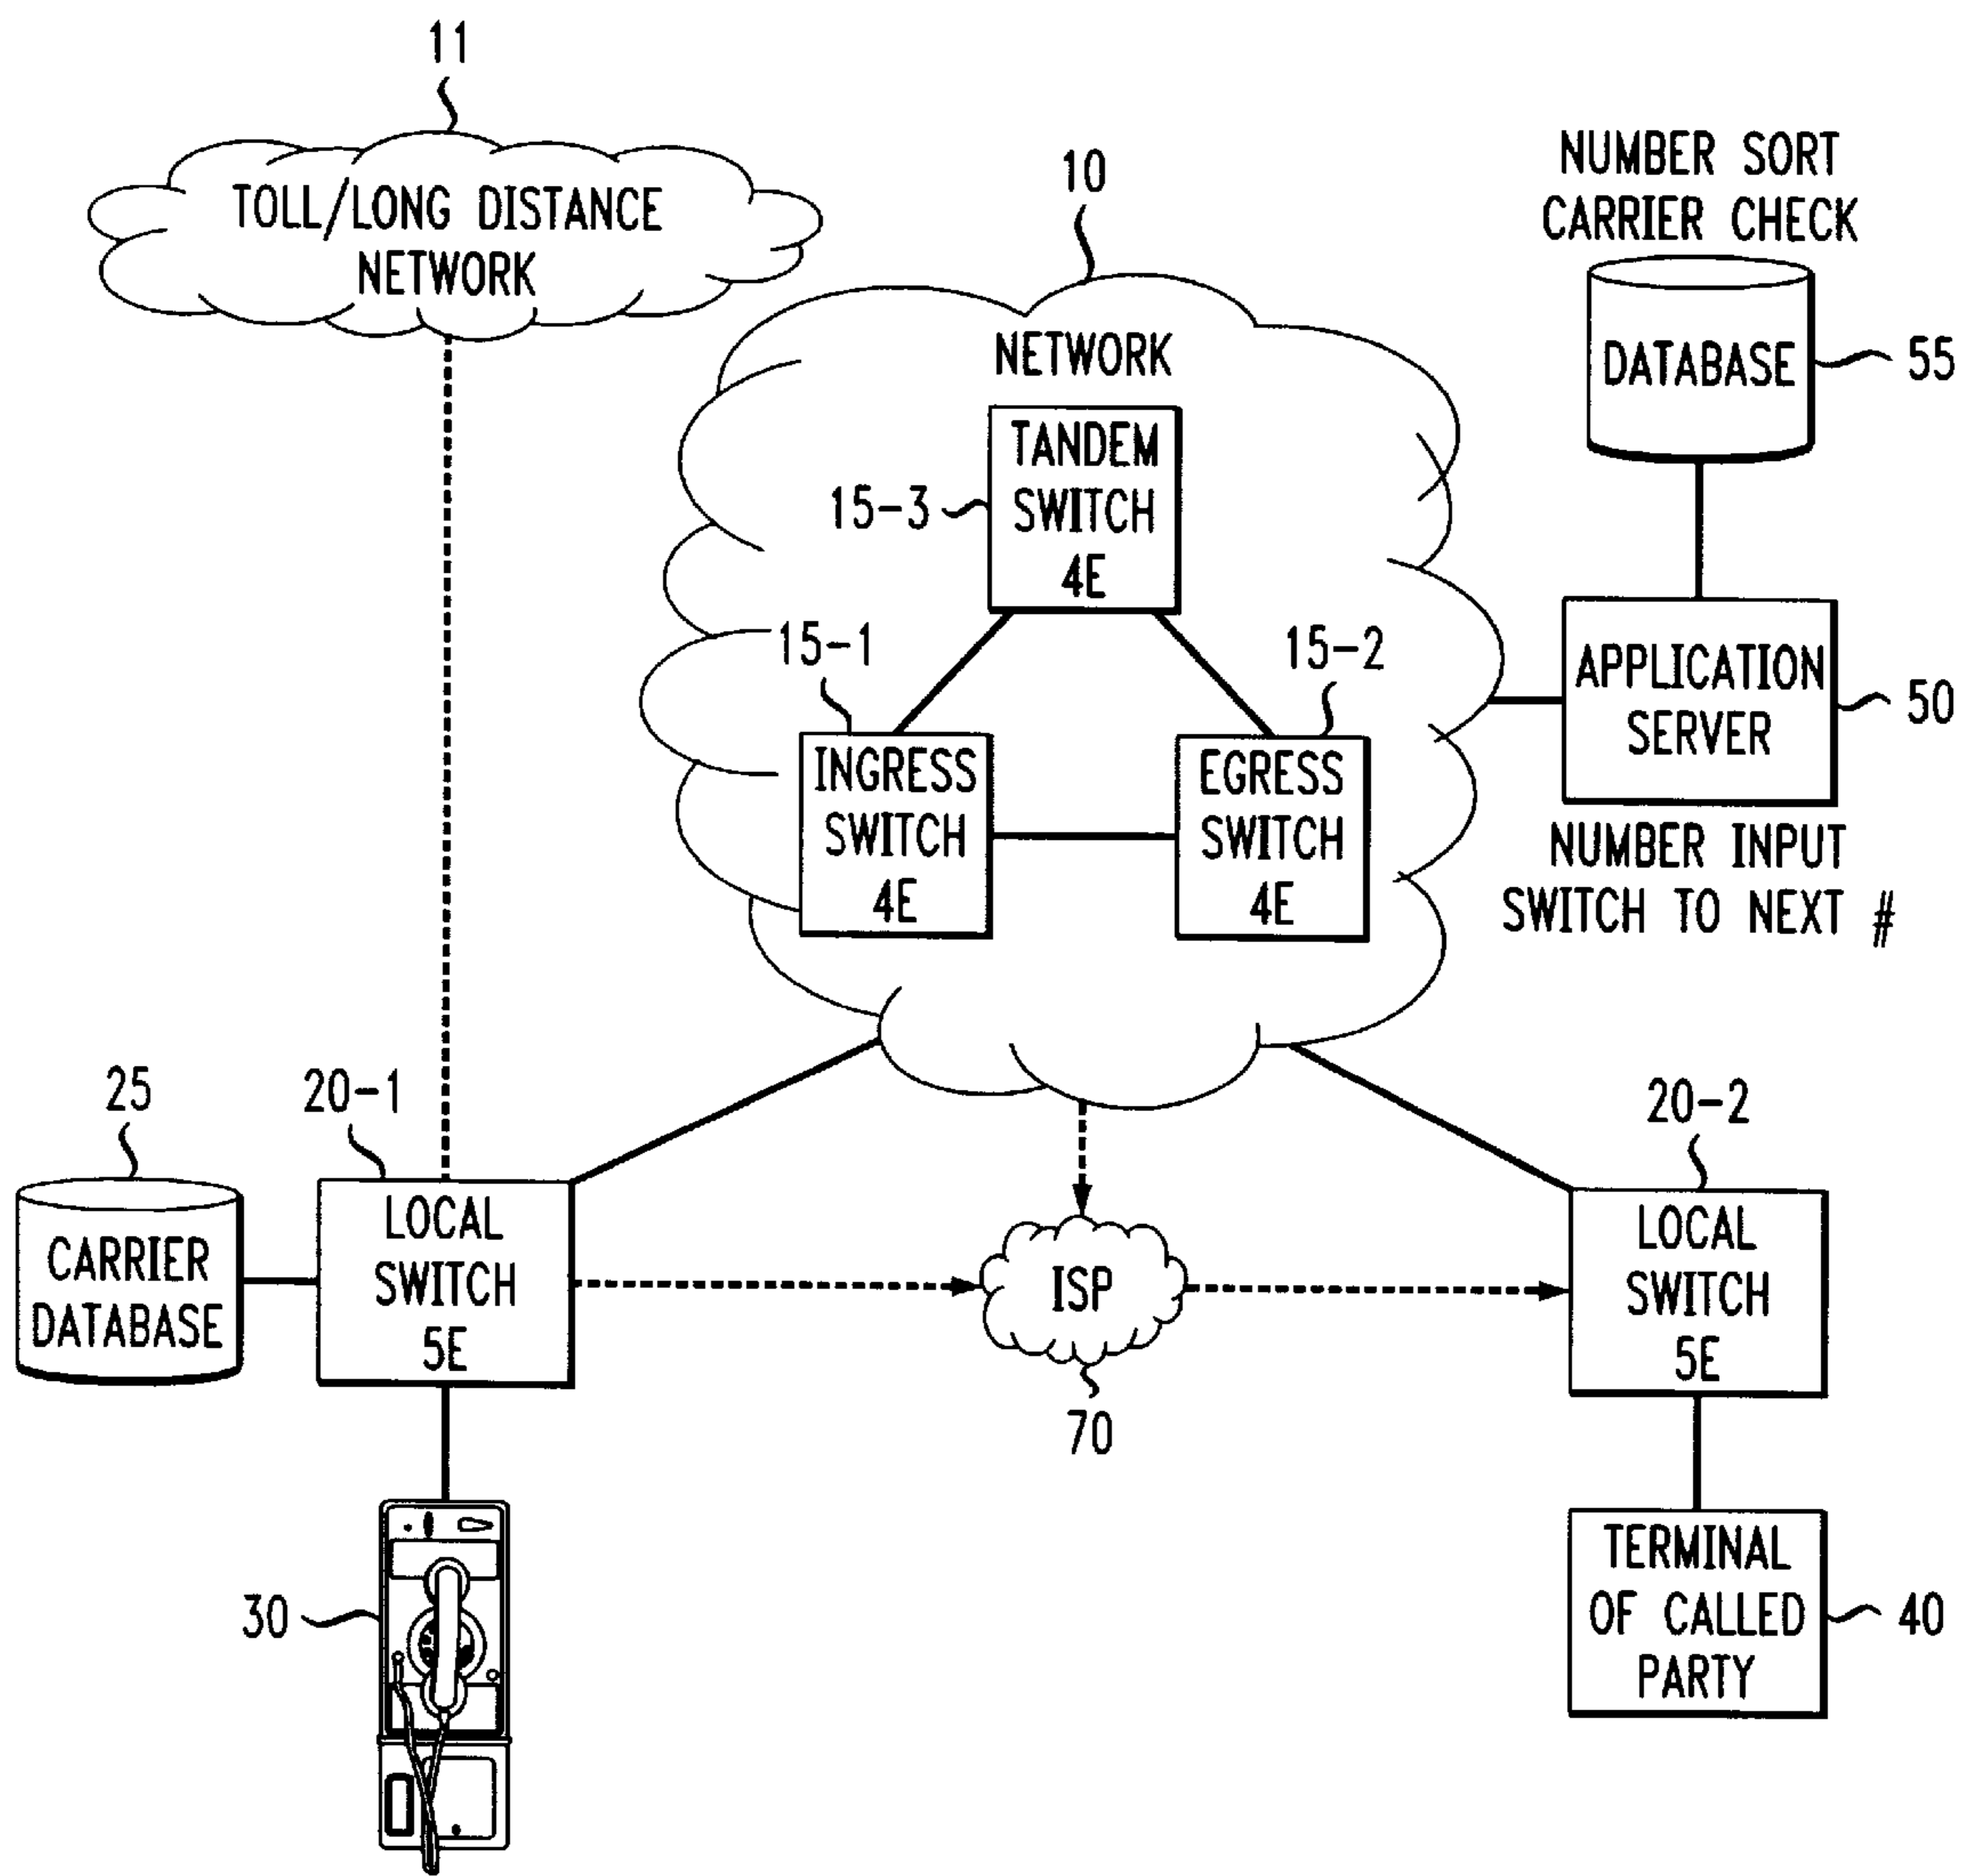 11
TOLL/LONG DISTANCE
NETWORK
10
NETWORK
NUMBER SORT
CARRIER CHECK
DATABASE
55
TANDEM
SWITCH
4E
15-3
15-1
INGRESS
SWITCH
4E
15-2
EGRESS
SWITCH
4E
APPLICATION
SERVER
50
NUMBER INPUT
SWITCH TO NEXT #
25
CARRIER
DATABASE
20-1
LOCAL
SWITCH
5E
ISP
70
20-2
LOCAL
SWITCH
5E
30
TERMINAL
OF CALLED
PARTY
40